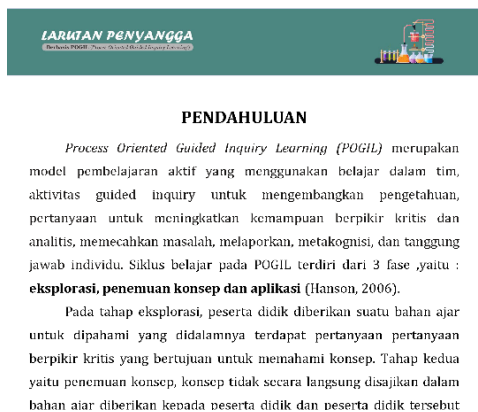 LARUTAN PENYANGGA
Berbasis POGIL (Process Oriented Guided Inquiry Learning)
PENDAHULUAN
Process Oriented Guided Inquiry Learning (POGIL) merupakan
model pembelajaran aktif yang menggunakan belajar dalam tim,
aktivitas guided inquiry untuk mengembangkan pengetahuan,
pertanyaan untuk meningkatkan kemampuan berpikir kritis dan
analitis, memecahkan masalah, melaporkan, metakognisi, dan tanggung
jawab individu. Siklus belajar pada POGIL terdiri dari 3 fase ,yaitu :
eksplorasi, penemuan konsep dan aplikasi (Hanson, 2006).
Pada tahap eksplorasi, peserta didik diberikan suatu bahan ajar
untuk dipahami yang didalamnya terdapat pertanyaan pertanyaan
berpikir kritis yang bertujuan untuk memahami konsep. Tahap kedua
yaitu penemuan konsep, konsep tidak secara langsung disajikan dalam
bahan ajar diberikan kepada peserta didik dan peserta didik tersebut